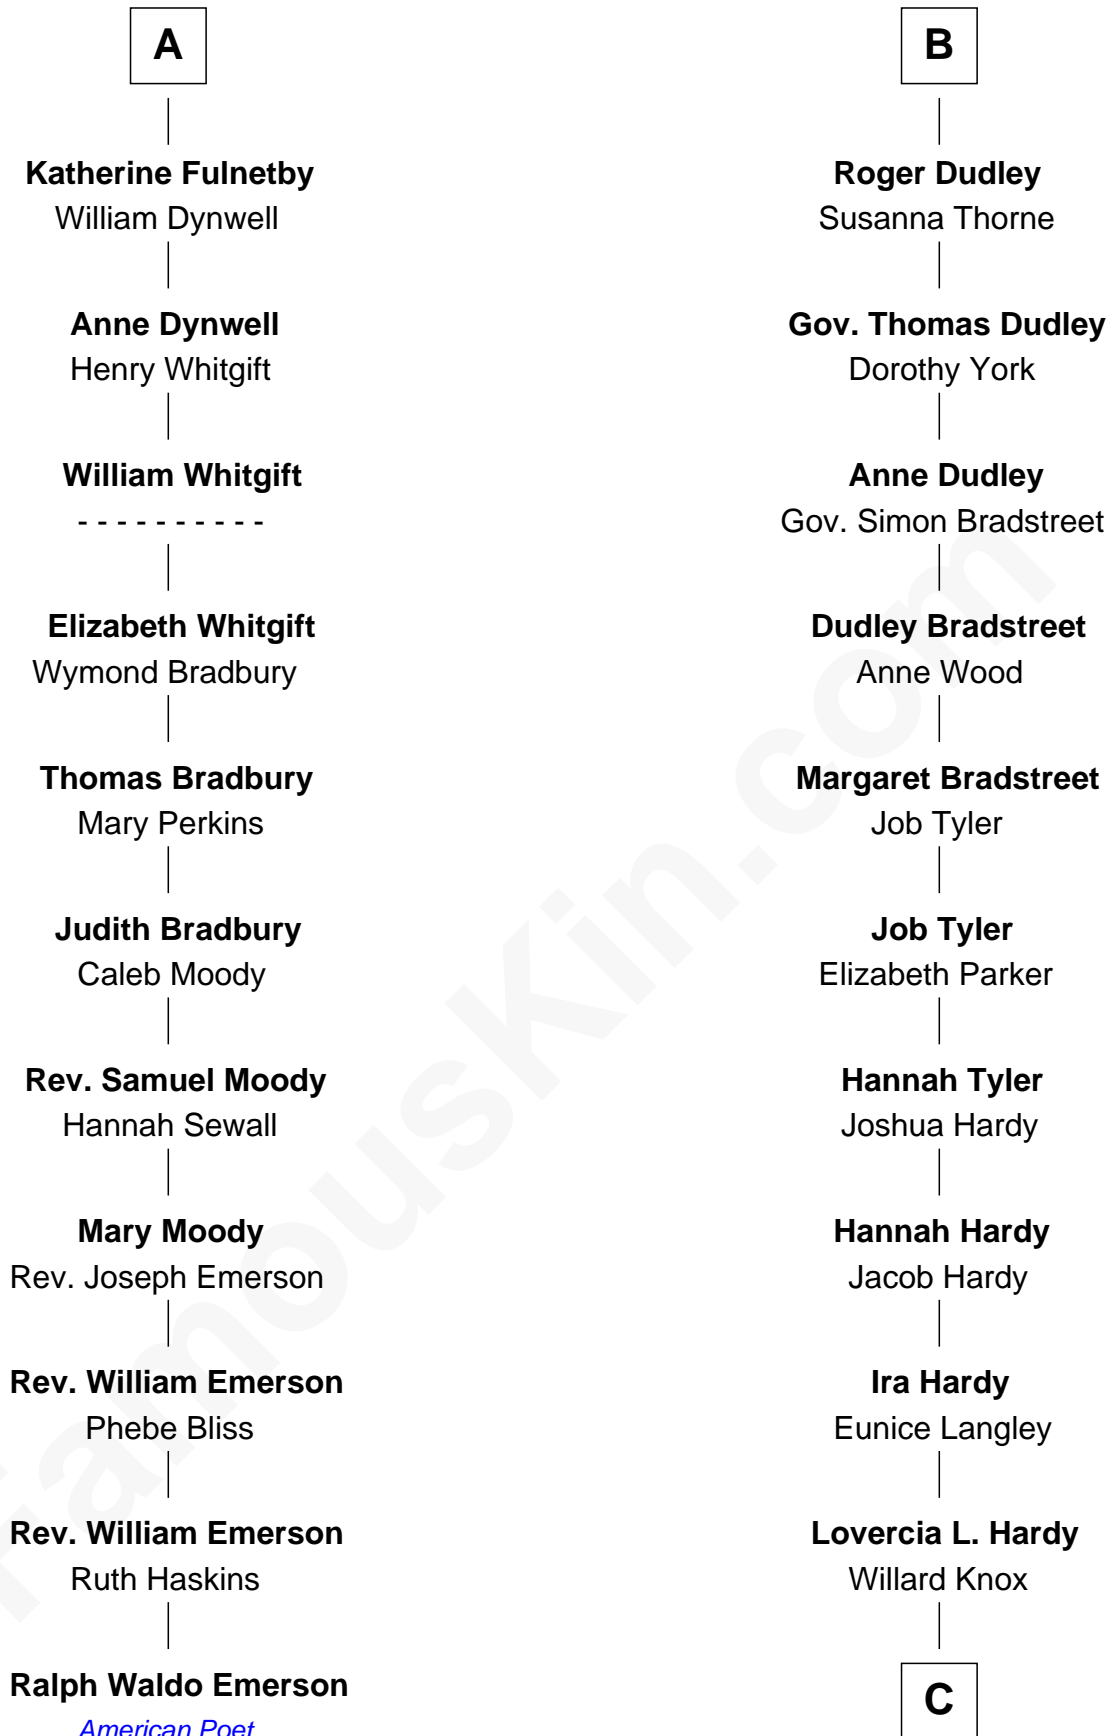 A
Katherine Fulnetby
William Dynwell
Anne Dynwell
Henry Whitgift
William Whitgift
- - - - - - - - - -
Elizabeth Whitgift
Wymond Bradbury
Thomas Bradbury
Mary Perkins
Judith Bradbury
Caleb Moody
Rev. Samuel Moody
Hannah Sewall
Mary Moody
Rev. Joseph Emerson
Rev. William Emerson
Phebe Bliss
Rev. William Emerson
Ruth Haskins
Ralph Waldo Emerson
American Poet
B
Roger Dudley
Susanna Thorne
Gov. Thomas Dudley
Dorothy York
Anne Dudley
Gov. Simon Bradstreet
Dudley Bradstreet
Anne Wood
Margaret Bradstreet
Job Tyler
Job Tyler
Elizabeth Parker
Hannah Tyler
Joshua Hardy
Hannah Hardy
Jacob Hardy
Ira Hardy
Eunice Langley
Lovercia L. Hardy
Willard Knox
C
FamousKin.com